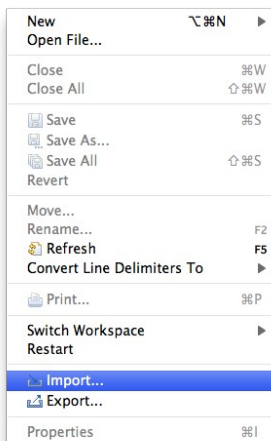 New ⌥⌘N ▶
Open File...
Close ⌘W
Close All ⇧⌘W
Save ⌘S
Save As...
Save All ⇧⌘S
Revert
Move...
Rename... F2
Refresh F5
Convert Line Delimiters To ▶
Print... ⌘P
Switch Workspace ▶
Restart
Import...
Export...
Properties ⌘I